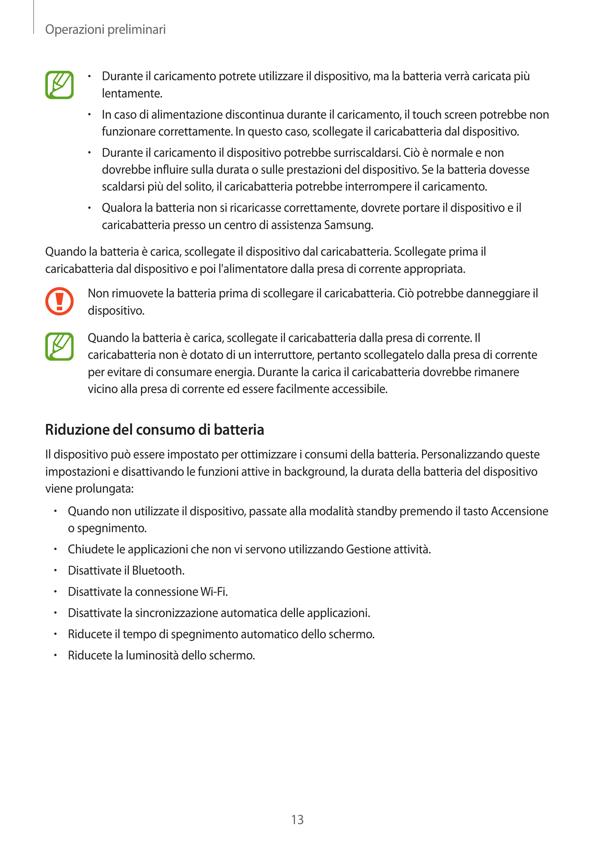 Operazioni preliminari
• Durante il caricamento potrete utilizzare il dispositivo, ma la batteria verrà caricata più
lentamente.
• In caso di alimentazione discontinua durante il caricamento, il touch screen potrebbe non
funzionare correttamente. In questo caso, scollegate il caricabatteria dal dispositivo.
• Durante il caricamento il dispositivo potrebbe surriscaldarsi. Ciò è normale e non
dovrebbe influire sulla durata o sulle prestazioni del dispositivo. Se la batteria dovesse
scaldarsi più del solito, il caricabatteria potrebbe interrompere il caricamento.
• Qualora la batteria non si ricaricasse correttamente, dovrete portare il dispositivo e il
caricabatteria presso un centro di assistenza Samsung.
Quando la batteria è carica, scollegate il dispositivo dal caricabatteria. Scollegate prima il
caricabatteria dal dispositivo e poi l'alimentatore dalla presa di corrente appropriata.
Non rimuovete la batteria prima di scollegare il caricabatteria. Ciò potrebbe danneggiare il
dispositivo.
Quando la batteria è carica, scollegate il caricabatteria dalla presa di corrente. Il
caricabatteria non è dotato di un interruttore, pertanto scollegatelo dalla presa di corrente
per evitare di consumare energia. Durante la carica il caricabatteria dovrebbe rimanere
vicino alla presa di corrente ed essere facilmente accessibile.
Riduzione del consumo di batteria
Il dispositivo può essere impostato per ottimizzare i consumi della batteria. Personalizzando queste
impostazioni e disattivando le funzioni attive in background, la durata della batteria del dispositivo
viene prolungata:
• Quando non utilizzate il dispositivo, passate alla modalità standby premendo il tasto Accensione
o spegnimento.
• Chiudete le applicazioni che non vi servono utilizzando Gestione attività.
• Disattivate il Bluetooth.
• Disattivate la connessione Wi-Fi.
• Disattivate la sincronizzazione automatica delle applicazioni.
• Riducete il tempo di spegnimento automatico dello schermo.
• Riducete la luminosità dello schermo.
13